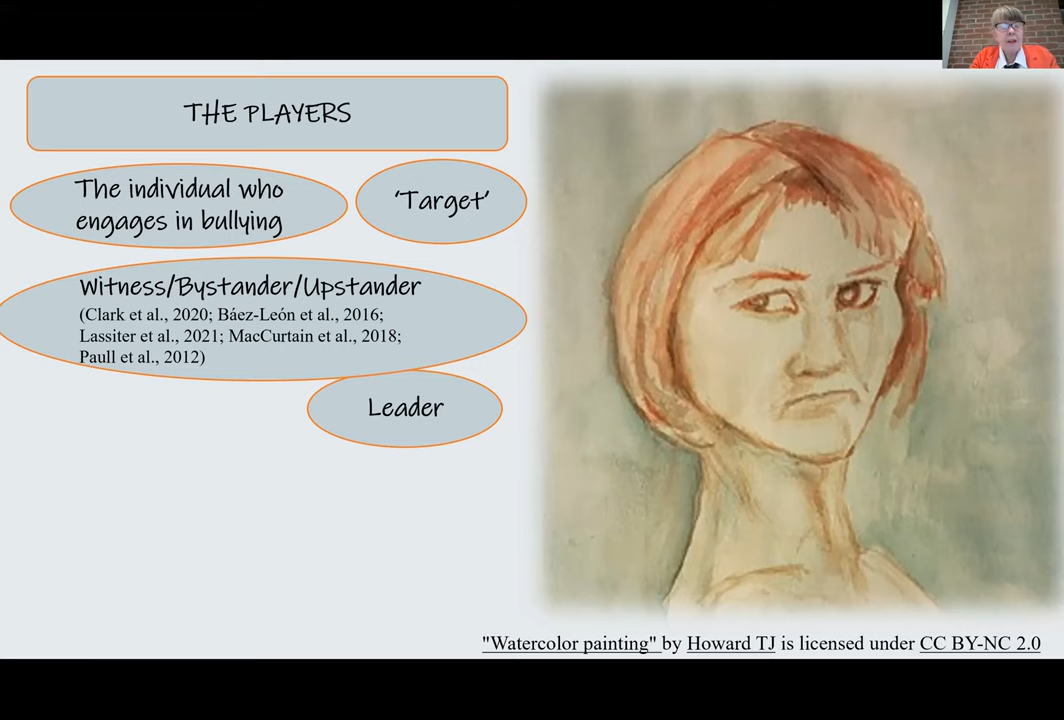 THE PLAYERS
The individual who
engages in bullying
'Target'
Witness/Bystander/Upstander
(Clark et al., 2020; Báez-León et al., 2016;
Lassiter et al., 2021; MacCurtain et al., 2018;
Paull et al., 2012)
Leader
"Watercolor painting" by Howard TJ is licensed under CC BY-NC 2.0